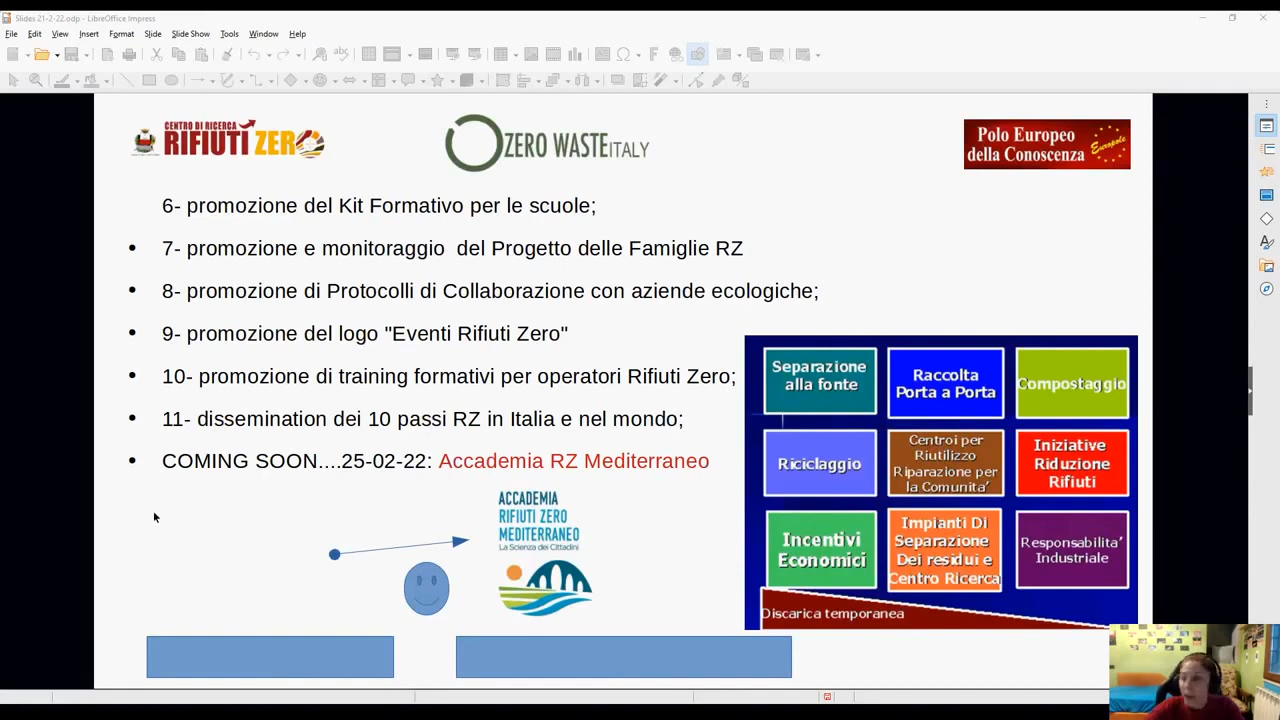 Slides 21-2-22.odp - LibreOffice Impress
File Edit View Insert Format Slide Slide Show Tools Window Help
CENTRO DI RICERCA
RIFIUTI ZERO
ZERO WASTE ITALY
Polo Europeo
della Conoscenza
Europole
6- promozione del Kit Formativo per le scuole;
• 7- promozione e monitoraggio  del Progetto delle Famiglie RZ
• 8- promozione di Protocolli di Collaborazione con aziende ecologiche;
• 9- promozione del logo "Eventi Rifiuti Zero"
• 10- promozione di training formativi per operatori Rifiuti Zero;
• 11- dissemination dei 10 passi RZ in Italia e nel mondo;
• COMING SOON....25-02-22: Accademia RZ Mediterraneo
ACCADEMIA
RIFIUTI ZERO
MEDITERRANEO
La Scienza dei Cittadini
Separazione
alla fonte
Raccolta
Porta a Porta
Compostaggio
Riciclaggio
Centroi per
Riutilizzo
Riparazione per
la Comunita’
Iniziative
Riduzione
Rifiuti
Incentivi
Economici
Impianti Di
Separazione
Dei residui e
Centro Ricerca
Responsabilita’
Industriale
Discarica temporanea